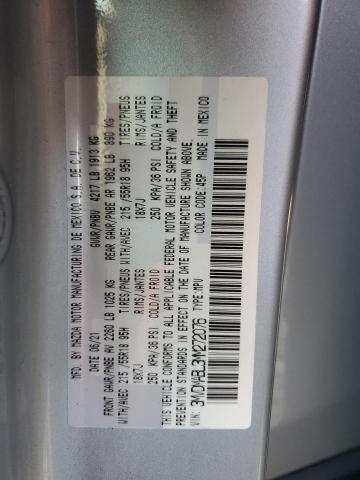 MFD BY: MAZDA MOTOR MANUFACTURING DE MEXICO S.A. DE C.V.
DATE: 06/21 GVWR/PNBV 4217 LB 1913 KG
FRONT GAWR/PNBE AV 2260 LB 1025 KG REAR GAWR/PNBE AR 1962 LB 890 KG
WITH/AVEC 215/55R18 95H TIRES/PNEUS WITH/AVEC 215/55R18 95H TIRES/PNEUS
18X7J RIMS/JANTES 18X7J RIMS/JANTES
250 KPA/36 PSI COLD/A FROID 250 KPA/36 PSI COLD/A FROID
THIS VEHICLE CONFORMS TO ALL APPLICABLE FEDERAL MOTOR VEHICLE SAFETY AND THEFT
PREVENTION STANDARDS IN EFFECT ON THE DATE OF MANUFACTURE SHOWN ABOVE.
VIN: 3MVDMABL3MM272076 TYPE:MPV COLOR CODE:45P MADE IN MEXICO